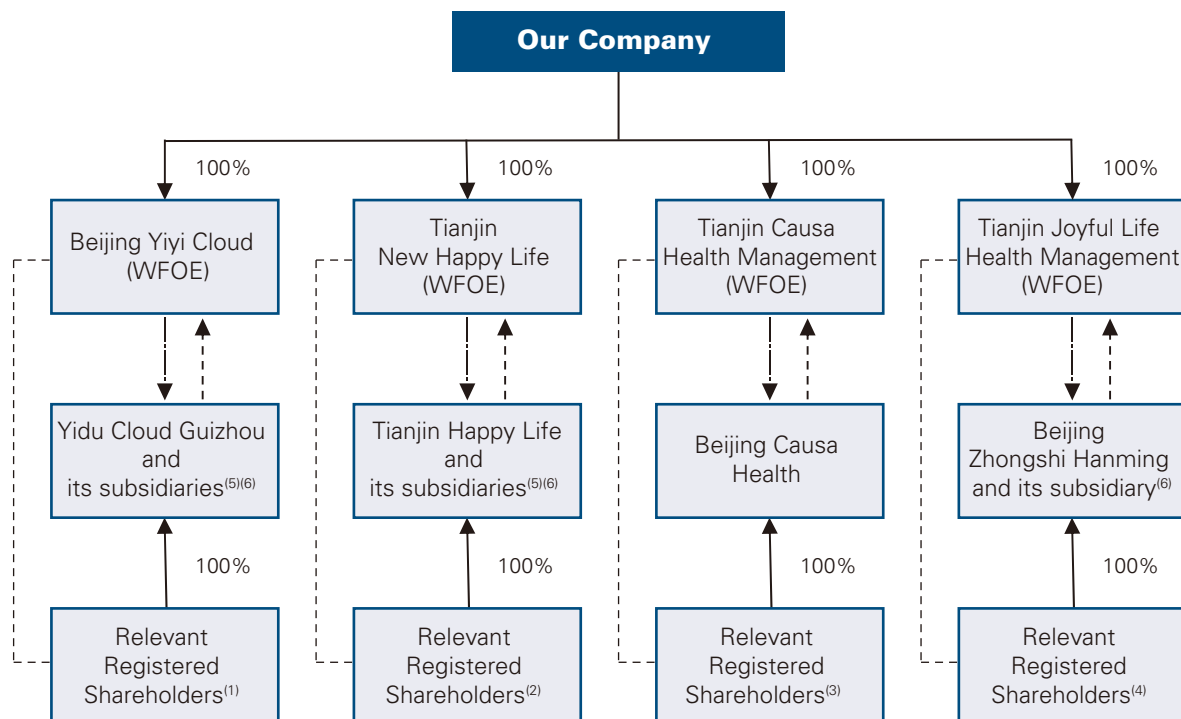 Our Company
100%
100%
100%
100%
Beijing Yiyi Cloud
(WFOE)
Tianjin
New Happy Life
(WFOE)
Tianjin Causa
Health Management
(WFOE)
Tianjin Joyful Life
Health Management
(WFOE)
Yidu Cloud Guizhou
and
its subsidiaries(5)(6)
Tianjin Happy Life
and
its subsidiaries(5)(6)
Beijing Causa
Health
Beijing
Zhongshi Hanming
and its subsidiary(6)
100%
100%
100%
100%
Relevant
Registered
Shareholders(1)
Relevant
Registered
Shareholders(2)
Relevant
Registered
Shareholders(3)
Relevant
Registered
Shareholders(4)